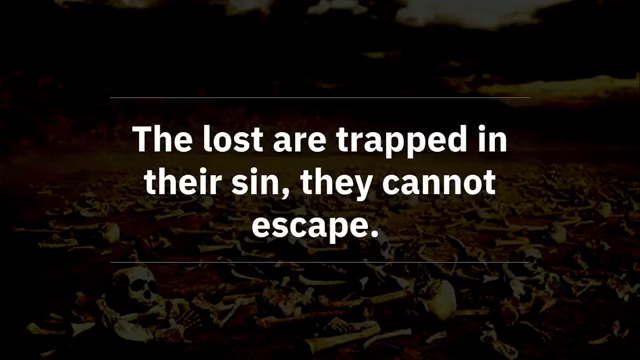 The lost are trapped in
their sin, they cannot
escape.